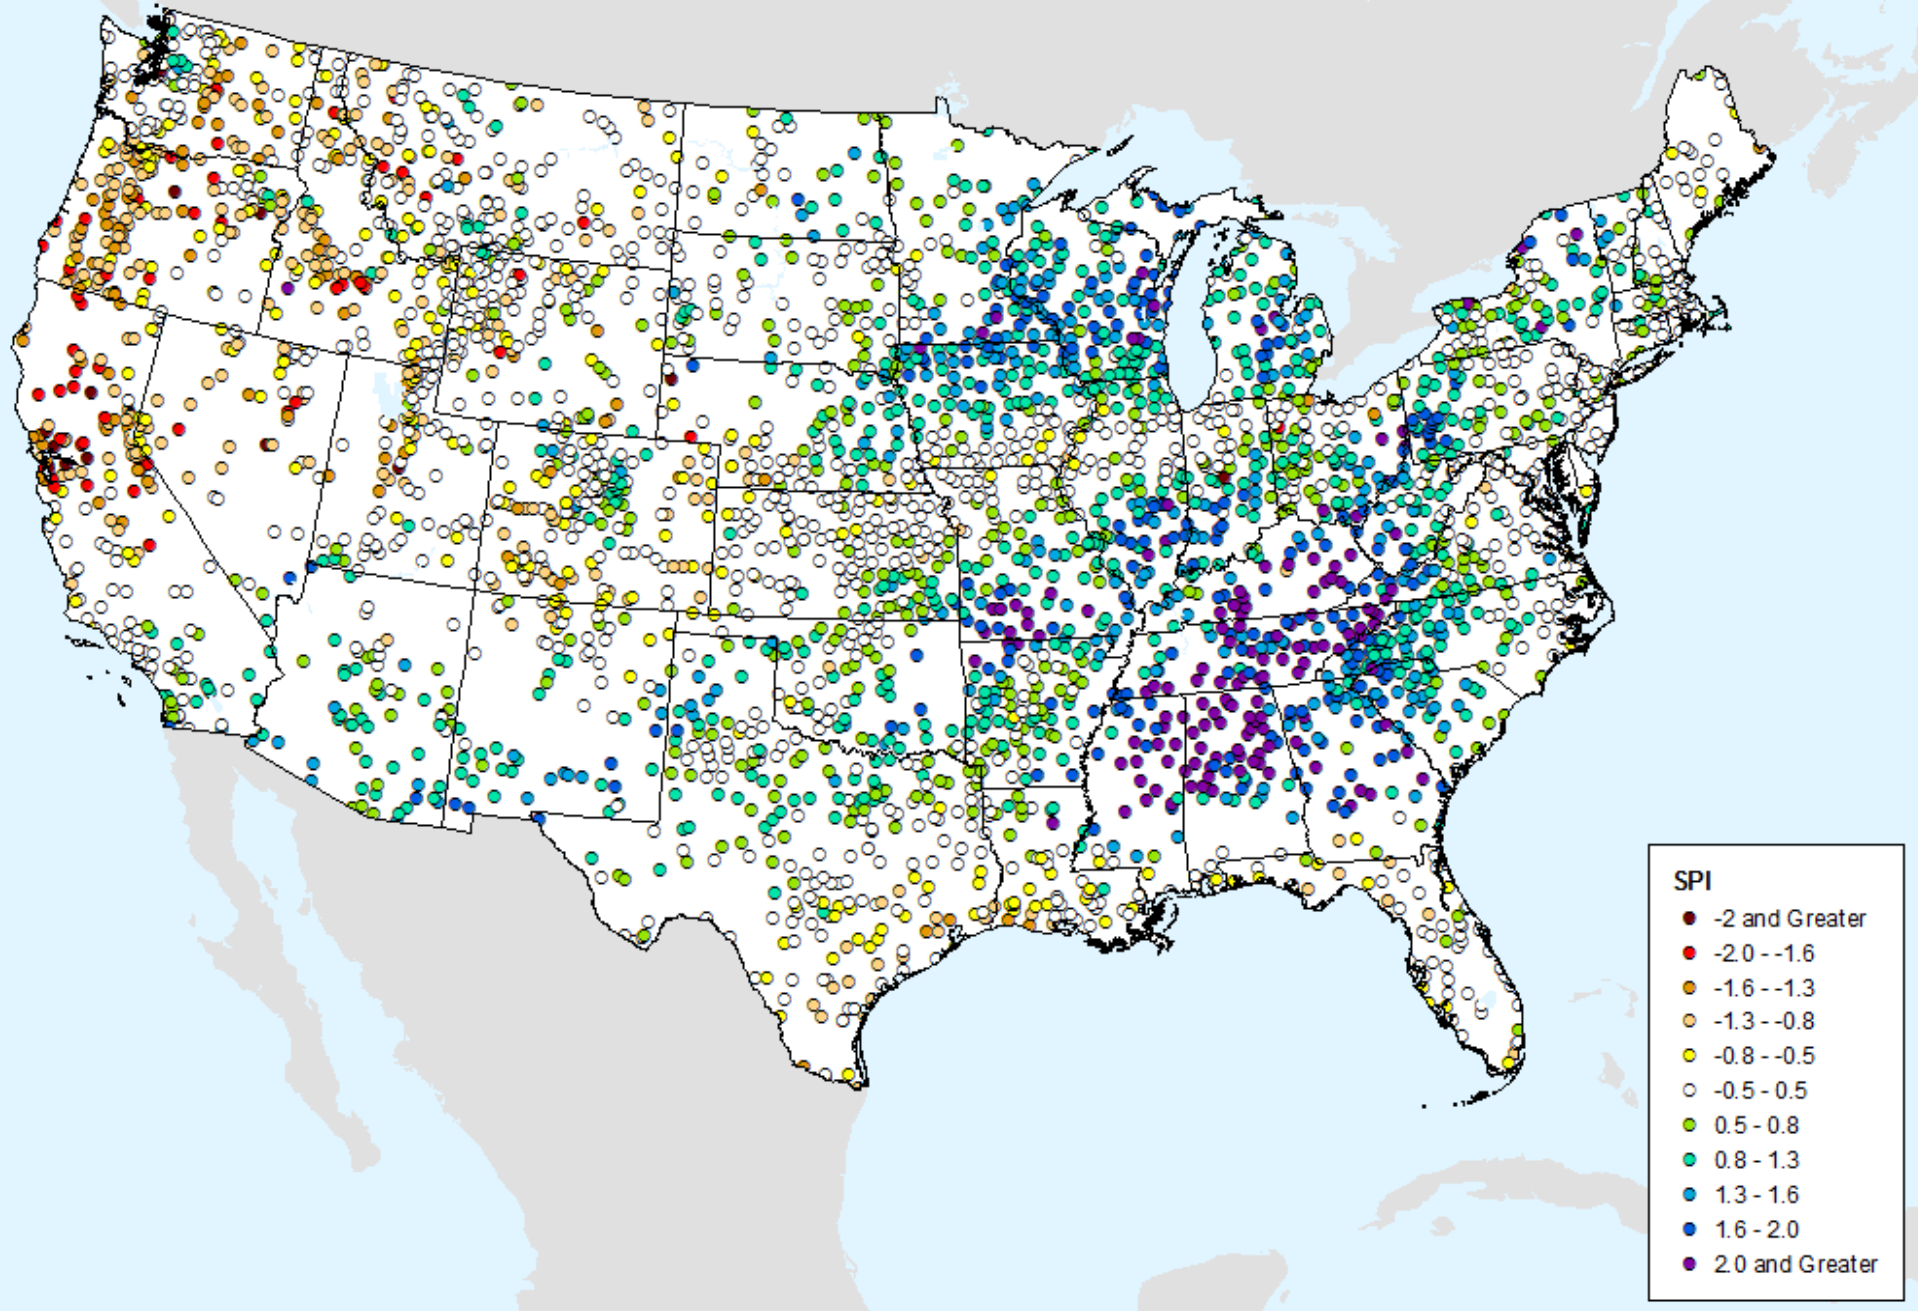 SPI
-2 and Greater
-2.0 - -1.6
-1.6 - -1.3
-1.3 - -0.8
-0.8 - -0.5
-0.5 - 0.5
0.5 - 0.8
0.8 - 1.3
1.3 - 1.6
1.6 - 2.0
2.0 and Greater